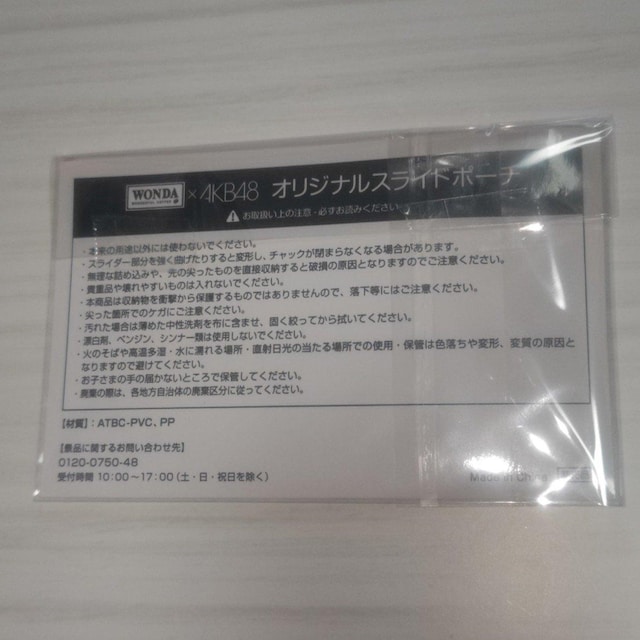 WONDA × AKB48 オリジナルスライドポーチ
お取扱い上の注意・必ずお読みください
・本来の用途以外には使わないでください。
・スライダー部分を強く曲げたりすると変形し、チャックが閉まらなくなる場合があります。
・無理な詰め込みや、先の尖ったものを直接収納すると破損の原因となりますのでご注意ください。
・貴重品や壊れやすいものは入れないでください。
・本商品は収納物を衝撃から保護するものではありませんので、落下等にはご注意ください。
・尖った箇所でのケガにご注意ください。
・汚れた場合は薄めた中性洗剤を布に含ませ、固く絞ってから拭いてください。
・漂白剤、ベンジン、シンナー類は使用しないでください。
・火のそばや高温多湿・水に濡れる場所・直射日光の当たる場所での使用・保管は色落ちや変形、変質の原因と
なりますので避けてください。
・お子さまの手の届かないところで保管してください。
・廃棄の際は、各地方自治体の廃棄区分に従ってください。
【材質】：ATBC-PVC、PP
【景品に関するお問い合わせ先】
0120-0750-48
受付時間 10:00～17:00（土・日・祝日を除く）
Made in China